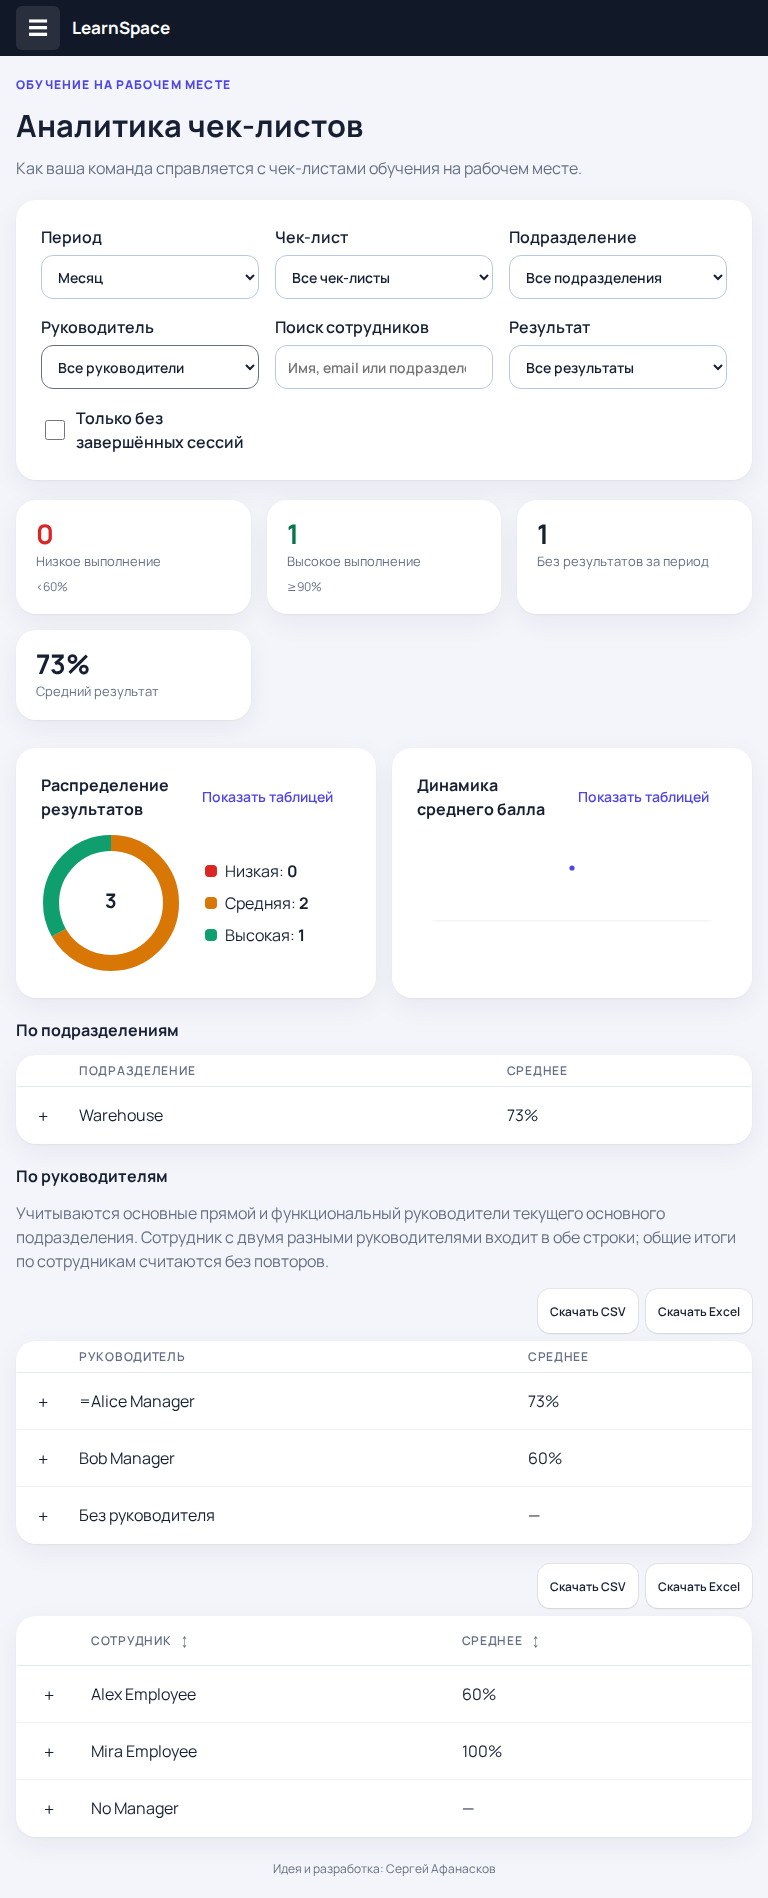 ☰ LearnSpace
ОБУЧЕНИЕ НА РАБОЧЕМ МЕСТЕ
Аналитика чек-листов
Как ваша команда справляется с чек-листами обучения на рабочем месте.
Период Чек-лист Подразделение
Месяц Все чек-листы Все подразделения
Руководитель Поиск сотрудников Результат
Все руководители Имя, email или подразделе Все результаты
Только без
завершённых сессий
0 1 1
Низкое выполнение Высокое выполнение Без результатов за период
<60% ≥90%
73%
Средний результат
Распределение
результатов
Показать таблицей
3
Низкая: 0
Средняя: 2
Высокая: 1
Динамика
среднего балла
Показать таблицей
По подразделениям
ПОДРАЗДЕЛЕНИЕ СРЕДНЕЕ
+ Warehouse 73%
По руководителям
Учитываются основные прямой и функциональный руководители текущего основного
подразделения. Сотрудник с двумя разными руководителями входит в обе строки; общие итоги
по сотрудникам считаются без повторов.
Скачать CSV Скачать Excel
РУКОВОДИТЕЛЬ СРЕДНЕЕ
+ =Alice Manager 73%
+ Bob Manager 60%
+ Без руководителя —
Скачать CSV Скачать Excel
СОТРУДНИК ↕ СРЕДНЕЕ ↕
+ Alex Employee 60%
+ Mira Employee 100%
+ No Manager —
Идея и разработка: Сергей Афанасков